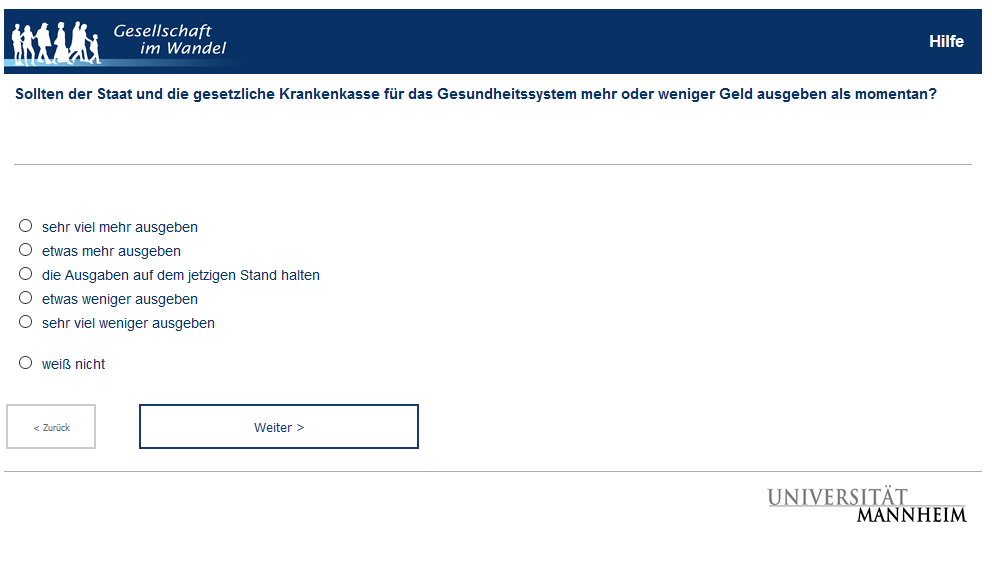 Gesellschaft
im Wandel
Hilfe
Sollten der Staat und die gesetzliche Krankenkasse für das Gesundheitssystem mehr oder weniger Geld ausgeben als momentan?
sehr viel mehr ausgeben
etwas mehr ausgeben
die Ausgaben auf dem jetzigen Stand halten
etwas weniger ausgeben
sehr viel weniger ausgeben
weiß nicht
< Zurück
Weiter >
UNIVERSITÄT
MANNHEIM